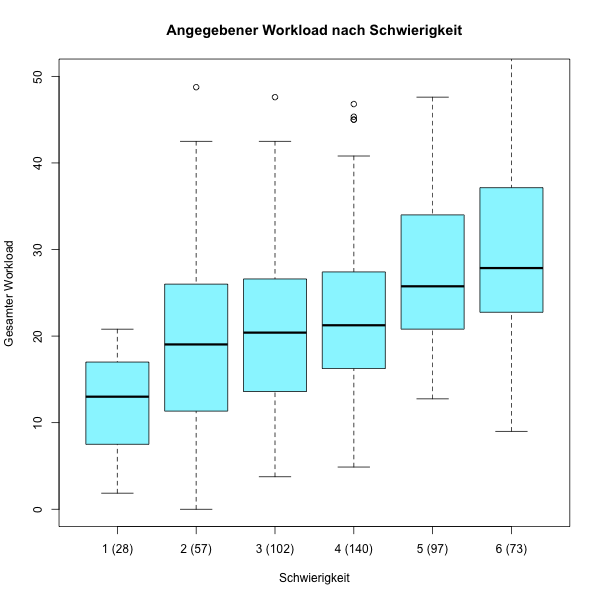 Angegebener Workload nach Schwierigkeit
Gesamter Workload
50
40
30
20
10
0
1 (28) 2 (57) 3 (102) 4 (140) 5 (97) 6 (73)
Schwierigkeit